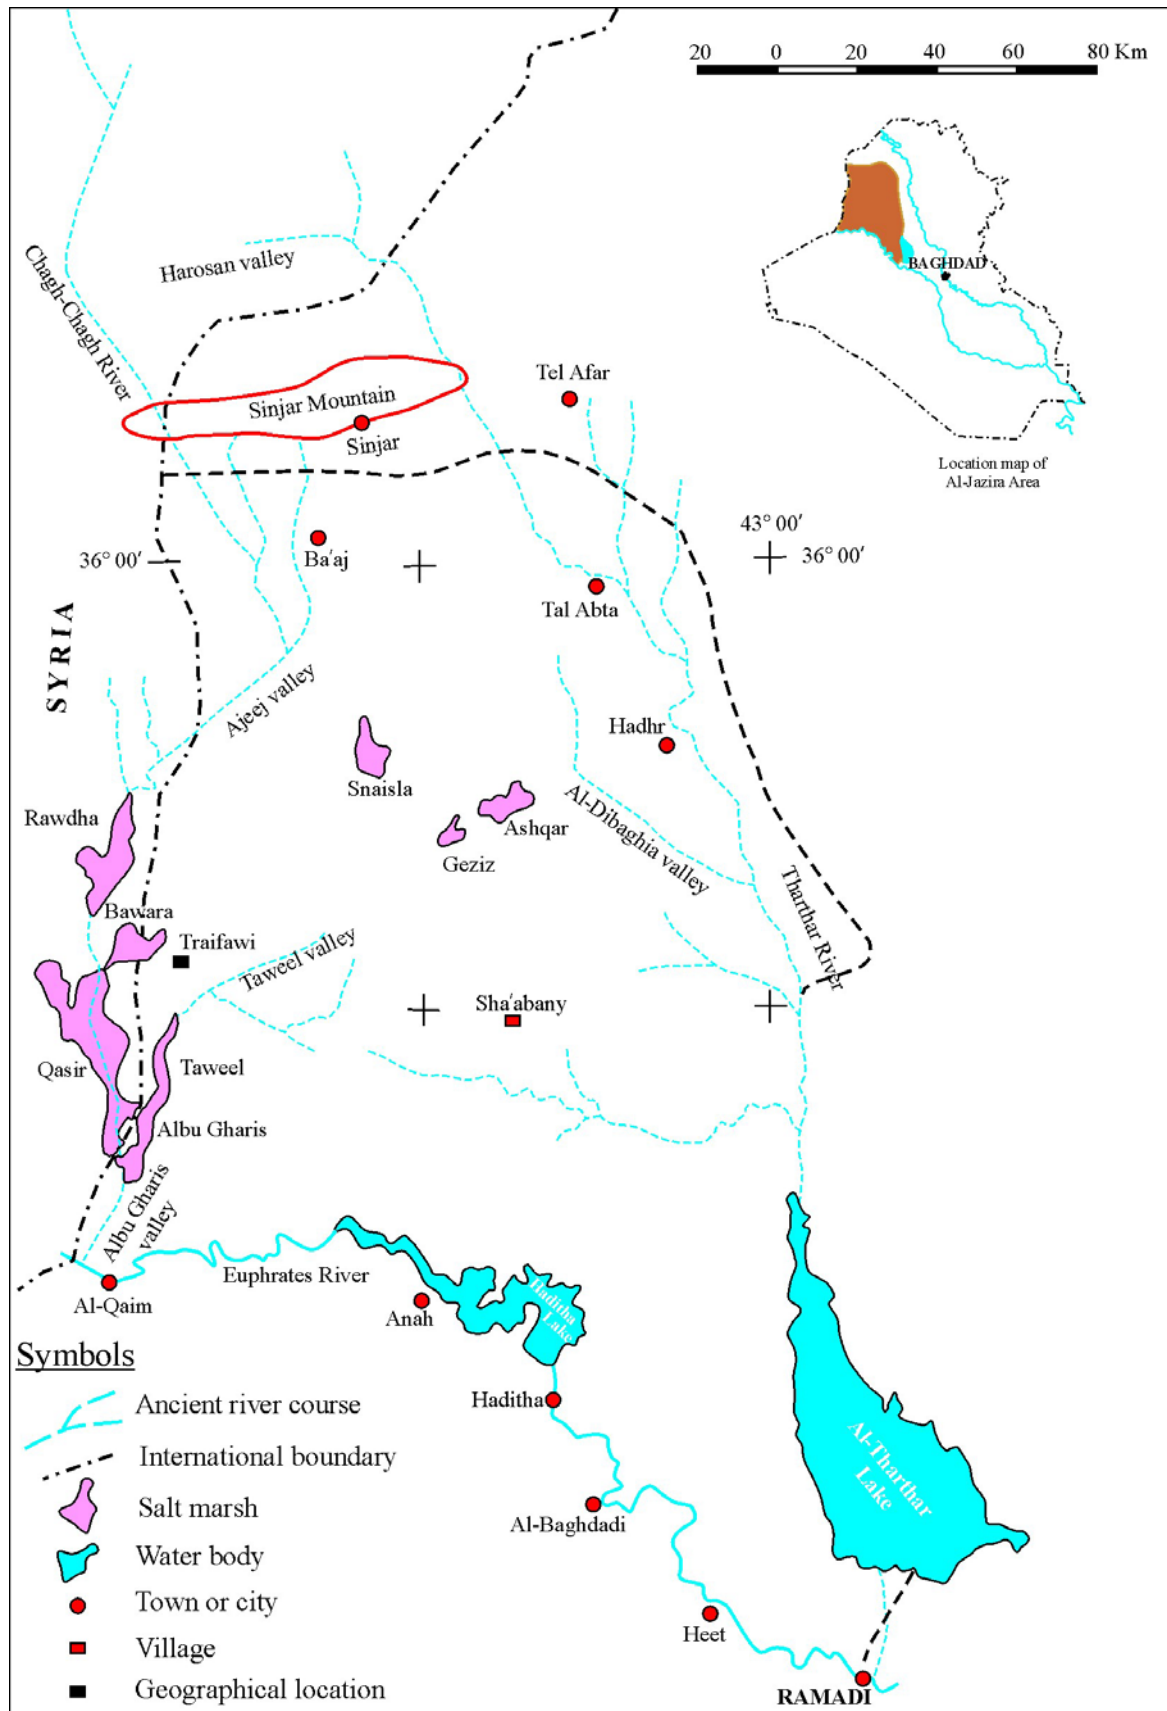 20 0 20 40 60 80 Km
BAGHDAD
Location map of
Al-Jazira Area
Harosan valley
Chagh-Chagh River
Sinjar Mountain
Sinjar
Tel Afar
43° 00′
36° 00′
36° 00′
Ba′aj
Tal Abta
SYRIA
Ajeej valley
Hadhr
Snaisla
Rawdha
Ashqar
Geziz
Al-Dibaghia valley
Tharthar River
Bawara
Traifawi
Taweel valley
Sha′abany
Qasir
Taweel
Albu Gharis
Albu Gharis
valley
Euphrates River
Al-Qaim
Anah
Haditha
Lake
Haditha
Al-Tharthar
Lake
Al-Baghdadi
Heet
RAMADI
Symbols
Ancient river course
International boundary
Salt marsh
Water body
Town or city
Village
Geographical location